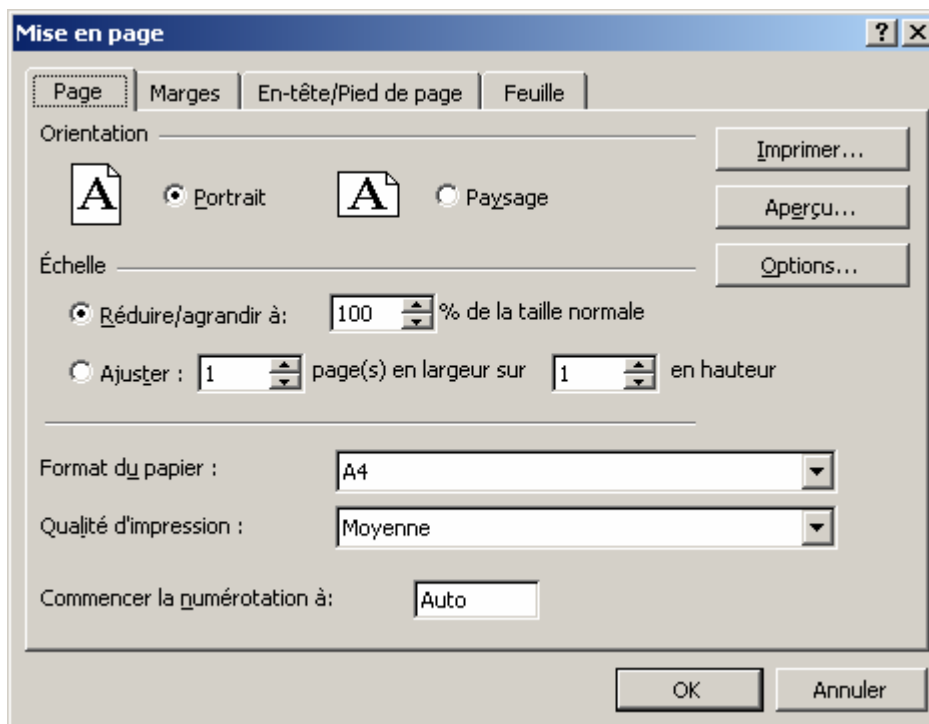 Mise en page
Page Marges En-tête/Pied de page Feuille
Orientation
Imprimer...
A Portrait A Paysage
Aperçu...
Échelle
Options...
Réduire/agrandir à: 100 % de la taille normale
Ajuster : 1 page(s) en largeur sur 1 en hauteur
Format du papier : A4
Qualité d'impression : Moyenne
Commencer la numérotation à: Auto
OK Annuler